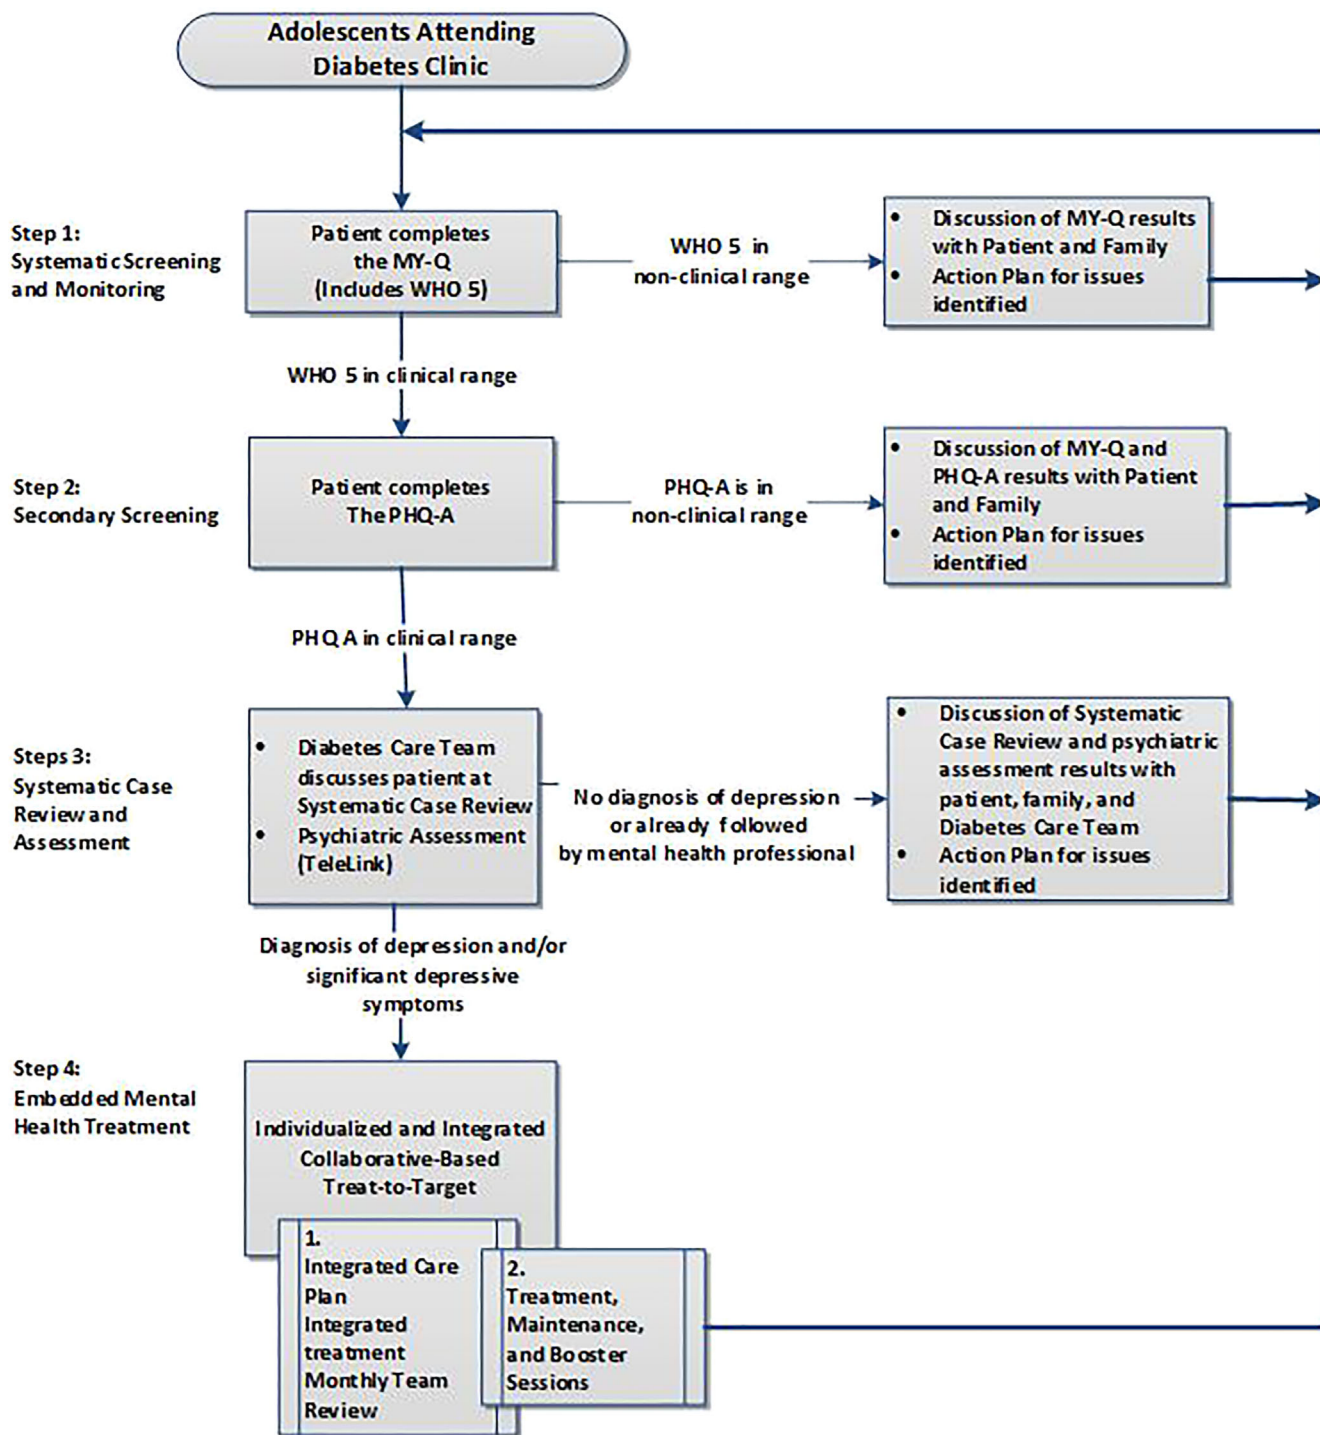 Adolescents Attending
Diabetes Clinic
Step 1:
Systematic Screening
and Monitoring
Patient completes
the MY-Q
(Includes WHO 5)
WHO 5 in
non-clinical range
• Discussion of MY-Q results
with Patient and Family
• Action Plan for issues
identified
WHO 5 in clinical range
Step 2:
Secondary Screening
Patient completes
The PHQ-A
PHQ-A is in
non-clinical range
• Discussion of MY-Q and
PHQ-A results with Patient
and Family
• Action Plan for issues
identified
PHQ A in clinical range
Steps 3:
Systematic Case
Review and
Assessment
• Diabetes Care Team
discusses patient at
Systematic Case Review
• Psychiatric Assessment
(TeleLink)
No diagnosis of depression
or already followed
by mental health professional
• Discussion of Systematic
Case Review and psychiatric
assessment results with
patient, family, and
Diabetes Care Team
• Action Plan for issues
identified
Diagnosis of depression and/or
significant depressive
symptoms
Step 4:
Embedded Mental
Health Treatment
Individualized and Integrated
Collaborative-Based
Treat-to-Target
1.
Integrated Care
Plan
Integrated
treatment
Monthly Team
Review
2.
Treatment,
Maintenance,
and Booster
Sessions